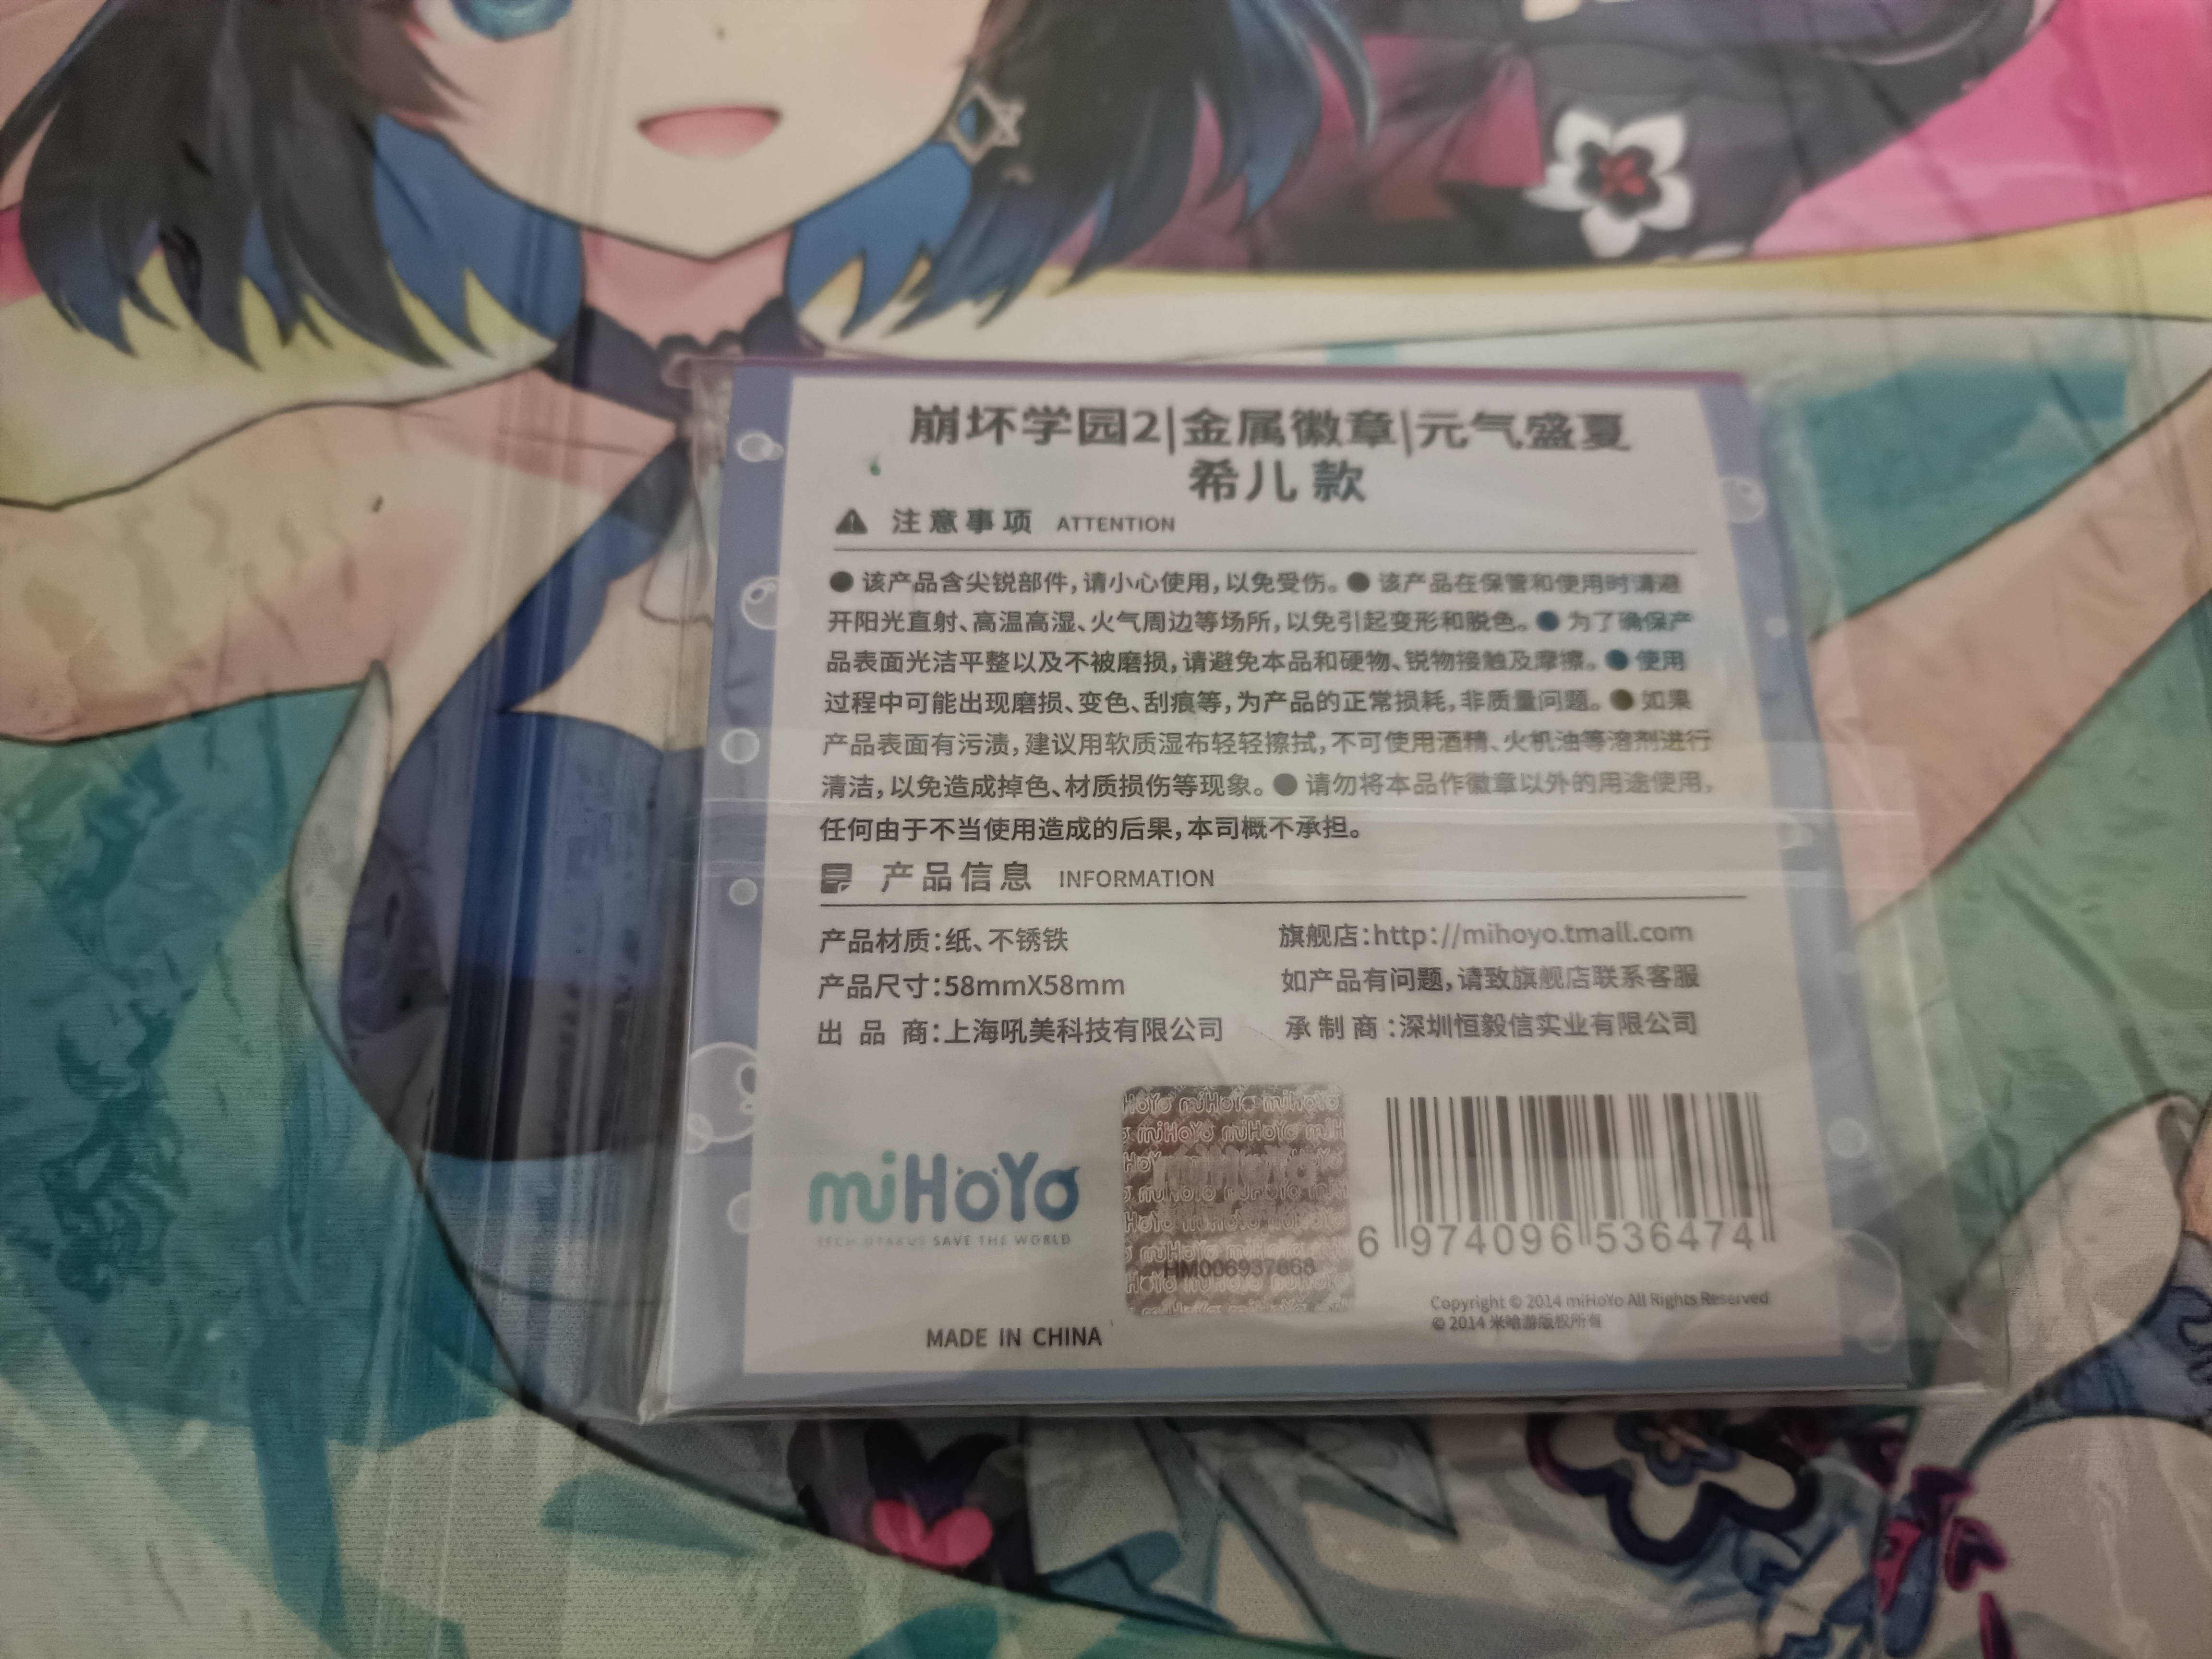 崩坏学园2|金属徽章|元气盛夏
希儿 款
注意事项 ATTENTION
● 该产品含尖锐部件，请小心使用，以免受伤。● 该产品在保管和使用时请避
开阳光直射、高温高湿、火气周边等场所，以免引起变形和脱色。● 为了确保产
品表面光洁平整以及不被磨损，请避免本品和硬物、锐物接触及摩擦。● 使用
过程中可能出现磨损、变色、刮痕等，为产品的正常损耗，非质量问题。● 如果
产品表面有污渍，建议用软质湿布轻轻擦拭，不可使用酒精、火机油等溶剂进行
清洁，以免造成掉色、材质损伤等现象。● 请勿将本品作徽章以外的用途使用，
任何由于不当使用造成的后果，本司概不承担。
产品信息 INFORMATION
产品材质：纸、不锈铁
旗舰店：http://mihoyo.tmall.com
产品尺寸：58mmX58mm
如产品有问题，请致旗舰店联系客服
出品商：上海吼美科技有限公司
承制商：深圳恒毅信实业有限公司
miHoYo
TECH OTAKUS SAVE THE WORLD
miHoYo
HM006937668
6 974096 536474
Copyright © 2014 miHoYo All Rights Reserved
© 2014 米哈游版权所有
MADE IN CHINA